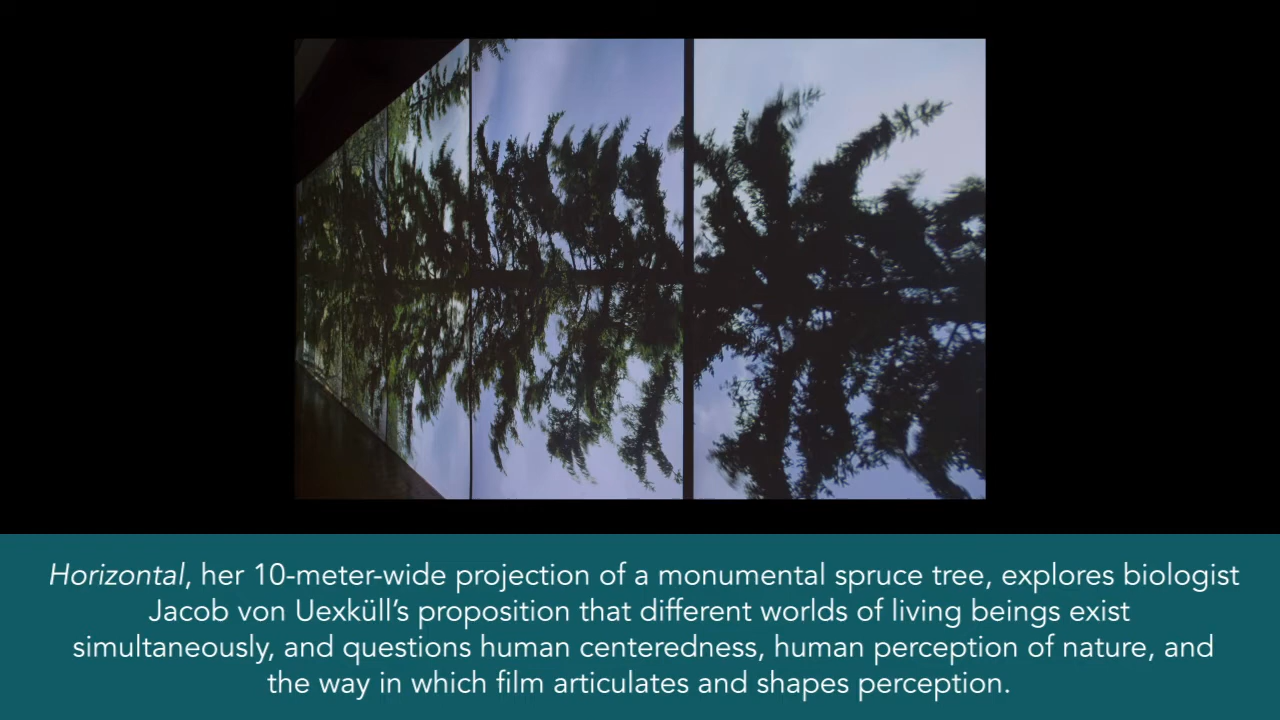 Horizontal, her 10-meter-wide projection of a monumental spruce tree, explores biologist
Jacob von Uexküll’s proposition that different worlds of living beings exist
simultaneously, and questions human centeredness, human perception of nature, and
the way in which film articulates and shapes perception.